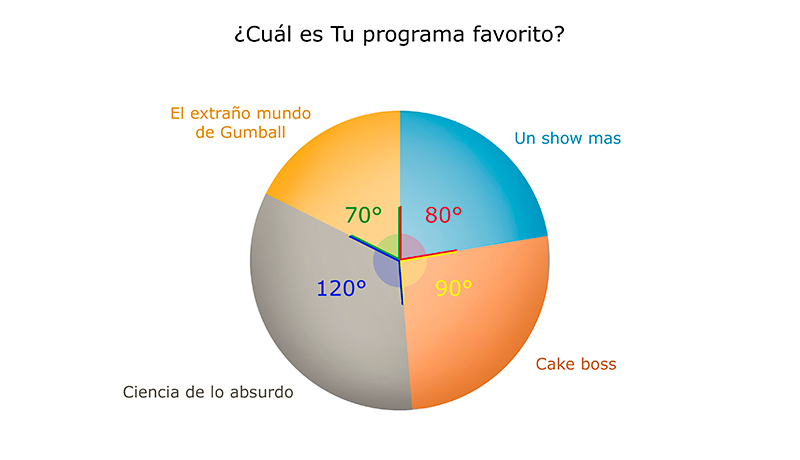 ¿Cuál es Tu programa favorito?
El extraño mundo
de Gumball
Un show mas
70°
80°
120°
90°
Cake boss
Ciencia de lo absurdo